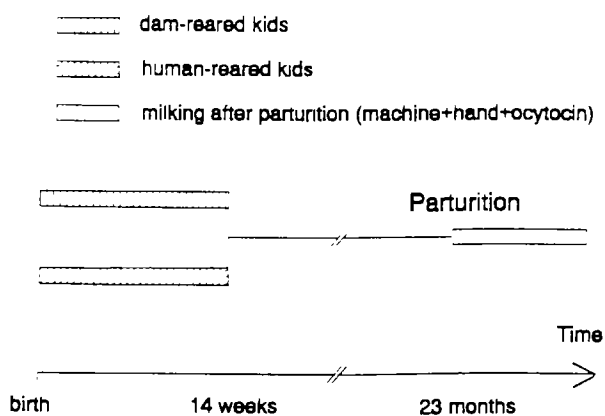 dam-reared kids
human-reared kids
milking after parturition (machine+hand+ocytocin)
Parturition
Time
birth 14 weeks 23 months